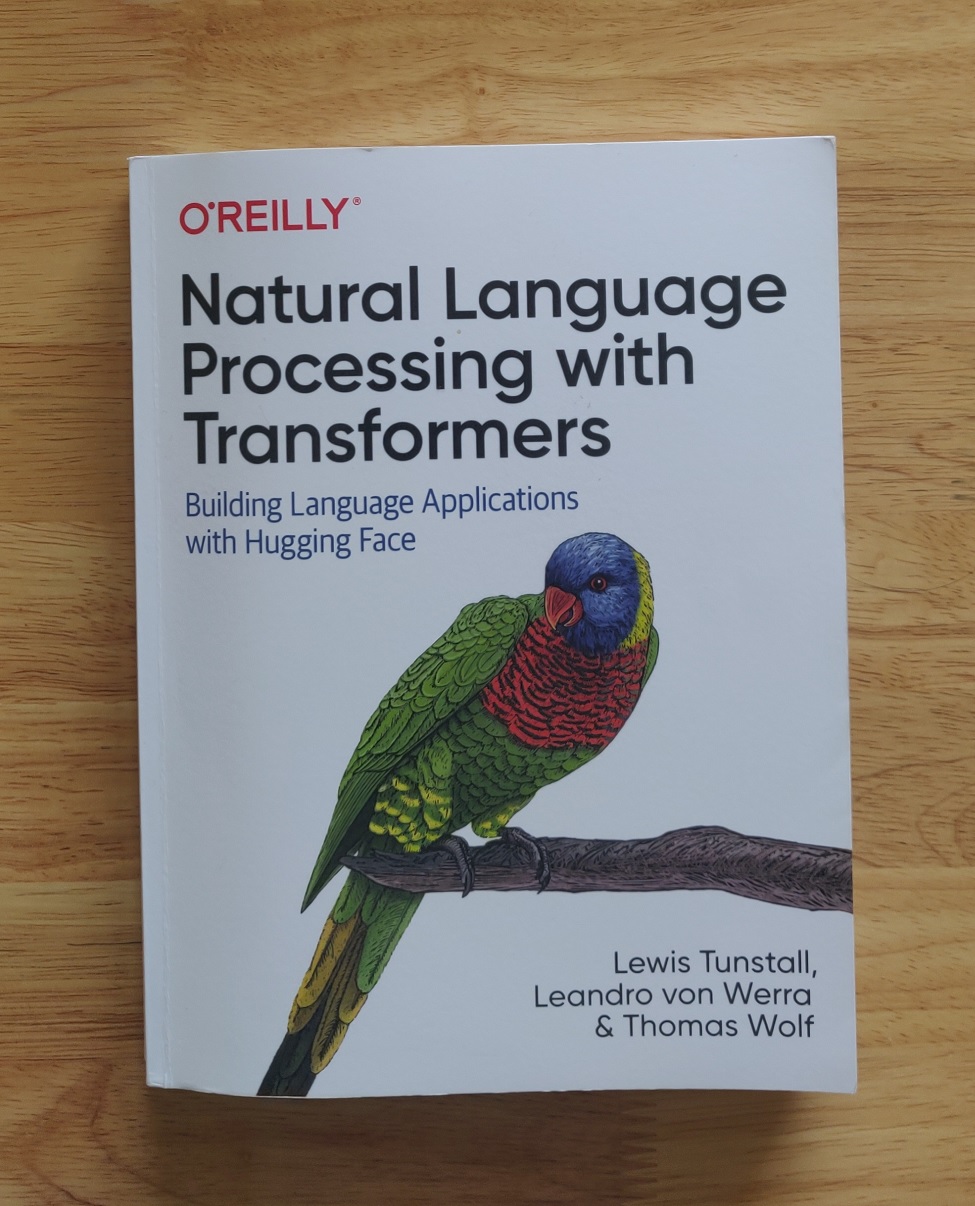 O'REILLY®
Natural Language
Processing with
Transformers
Building Language Applications
with Hugging Face
Lewis Tunstall,
Leandro von Werra
& Thomas Wolf